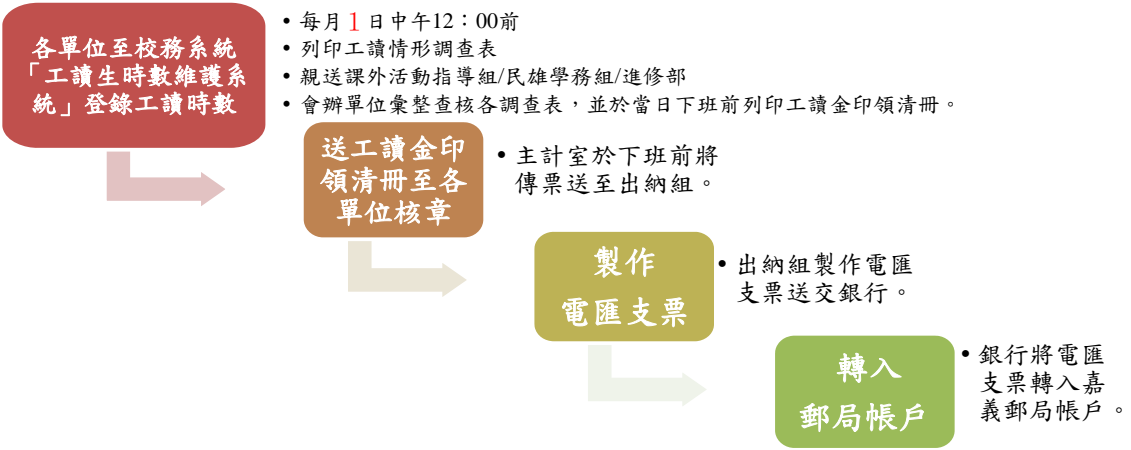 各單位至校務系統
「工讀生時數維護系
統」登錄工讀時數
• 每月1日中午12：00前
• 列印工讀情形調查表
• 親送課外活動指導組/民雄學務組/進修部
• 會辦單位彙整查核各調查表，並於當日下班前列印工讀金印領清冊。
送工讀金印
領清冊至各
單位核章
• 主計室於下班前將
傳票送至出納組。
製作
電匯支票
• 出納組製作電匯
支票送交銀行。
轉入
郵局帳戶
• 銀行將電匯
支票轉入嘉
義郵局帳戶。